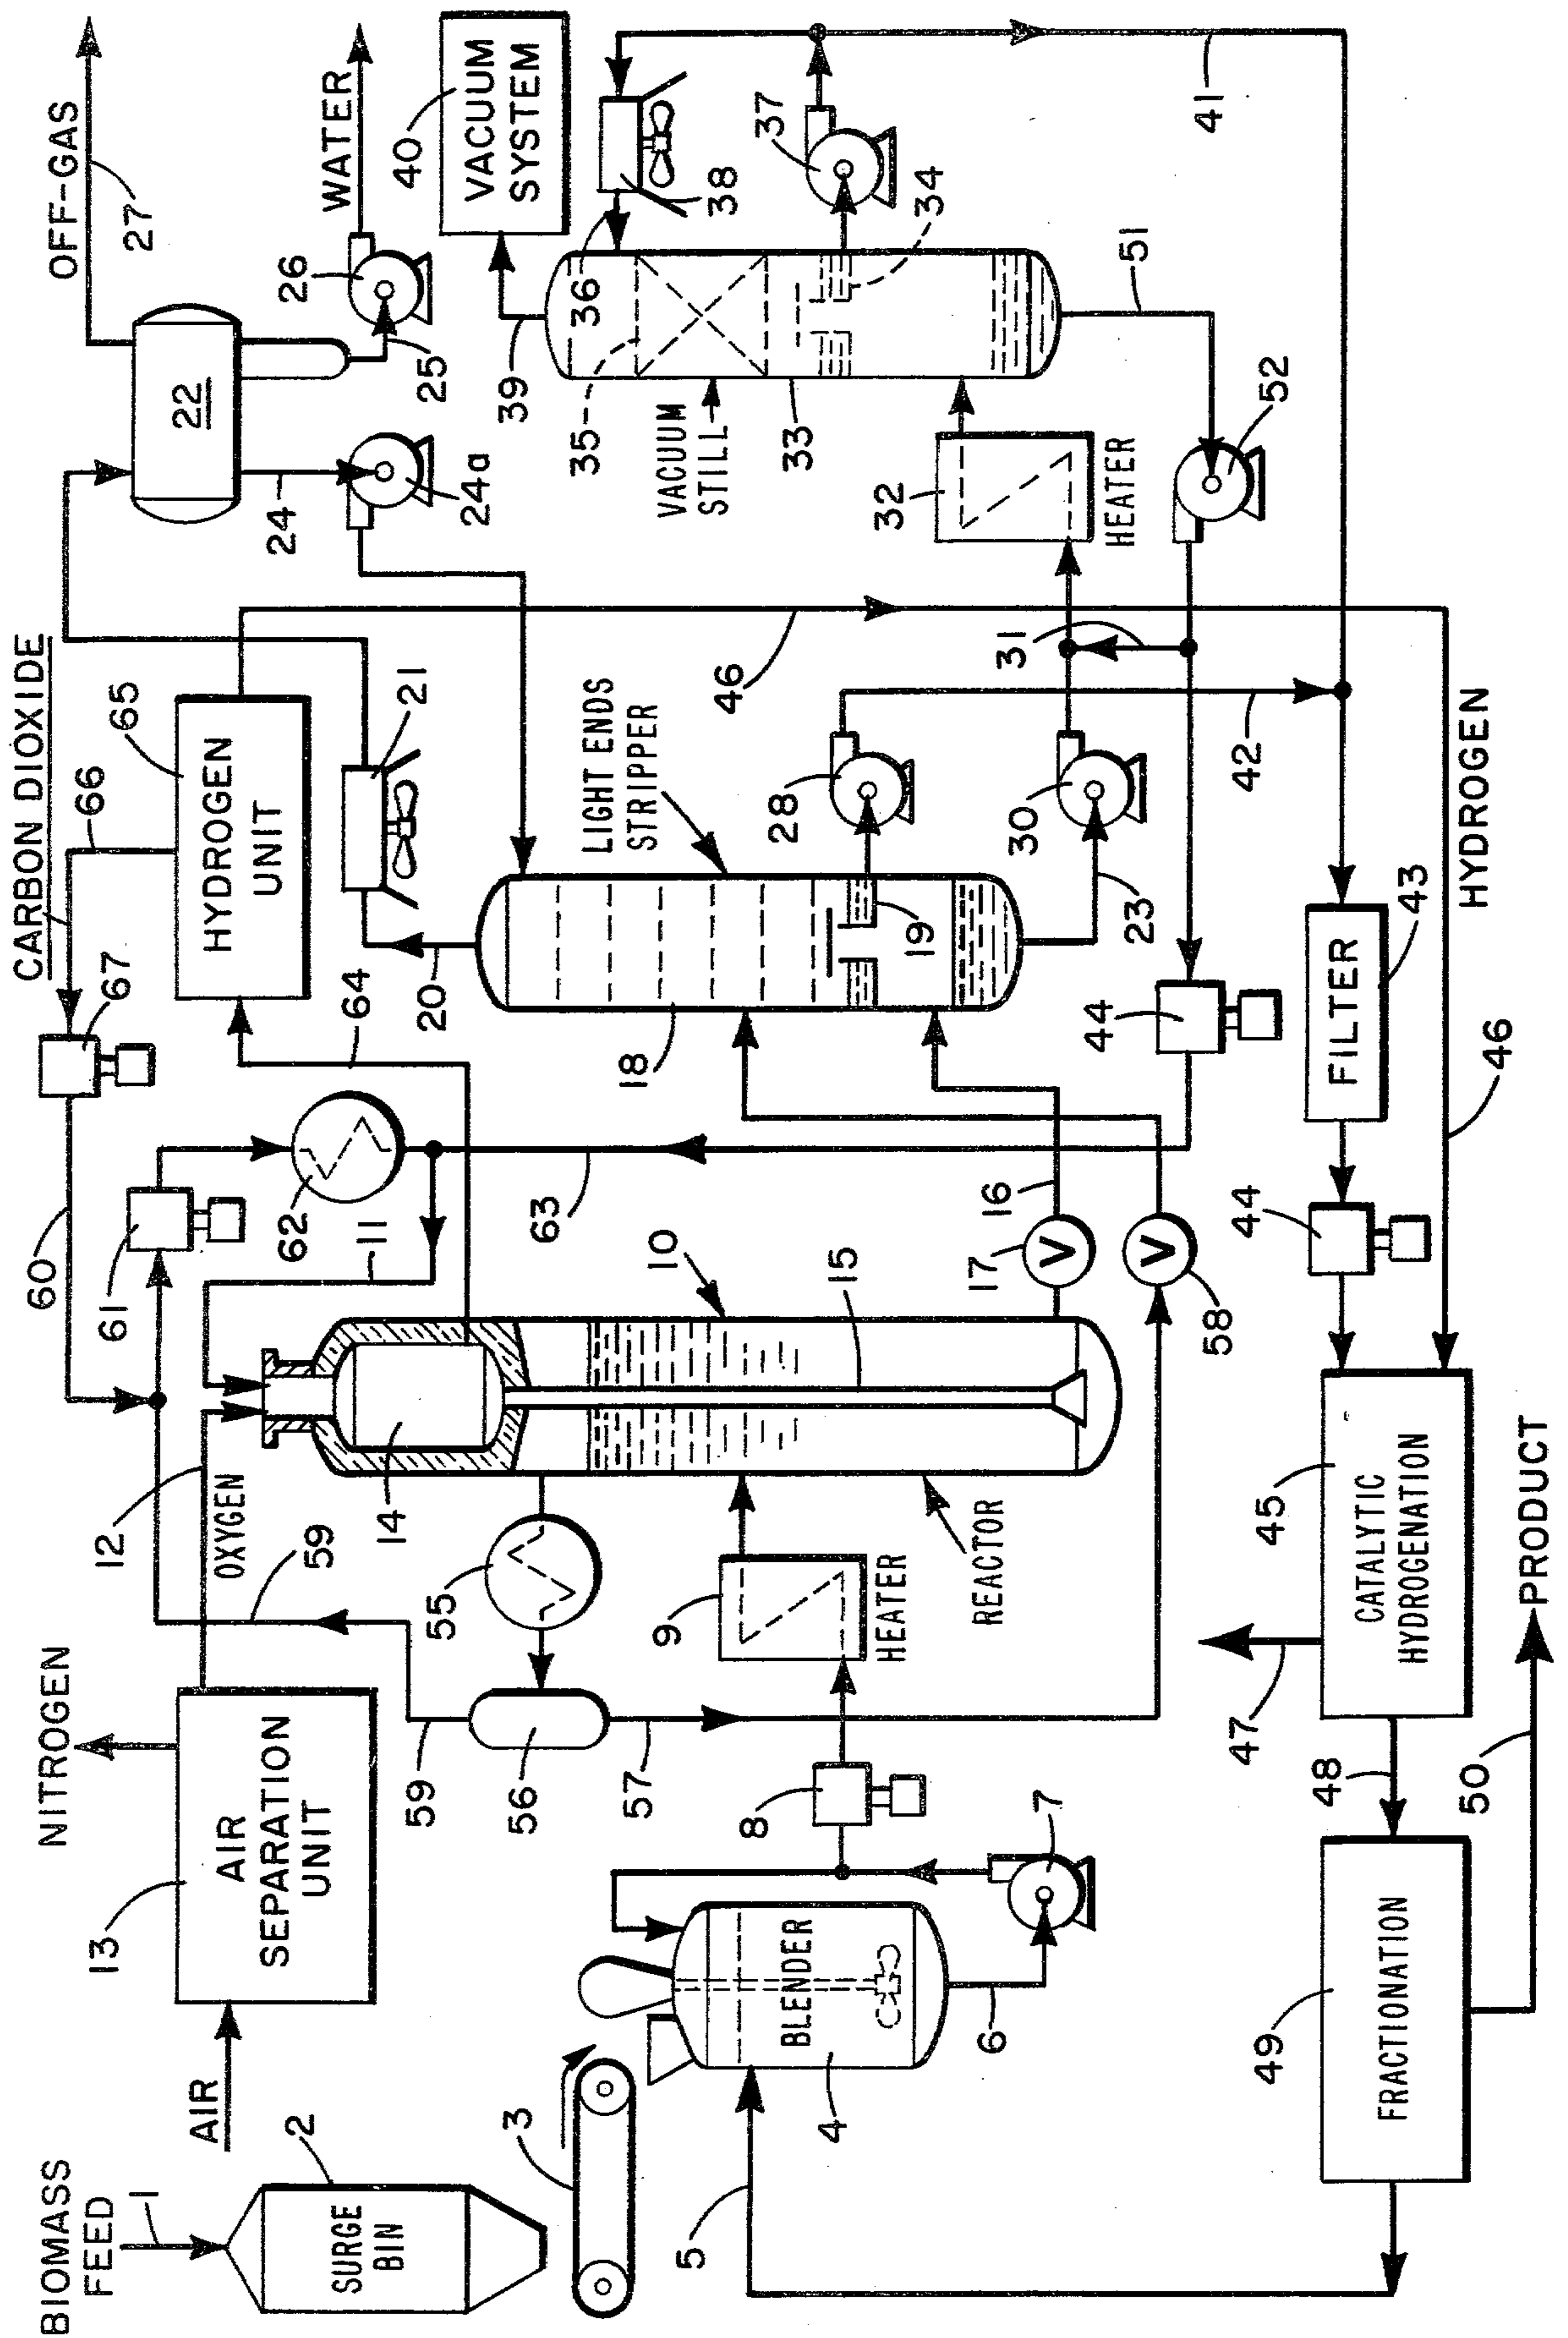 BIOMASS
FEED
1
2
SURGE
BIN
3
AIR
13
AIR
SEPARATION
UNIT
NITROGEN
12
OXYGEN
59
59
56
57
55
4
BLENDER
5
6
7
8
9
HEATER
REACTOR
10
14
15
11
60
61
62
63
16
17
V
V
58
64
67
66
CARBON DIOXIDE
65
HYDROGEN
UNIT
20
21
18
19
LIGHT ENDS
STRIPPER
23
28
30
31
42
46
46
HYDROGEN
22
24
24a
25
26
WATER
OFF-GAS
27
32
HEATER
VACUUM
STILL
33
34
35
36
37
38
39
40
VACUUM
SYSTEM
41
51
52
43
FILTER
44
44
45
CATALYTIC
HYDROGENATION
47
48
49
FRACTIONATION
50
PRODUCT